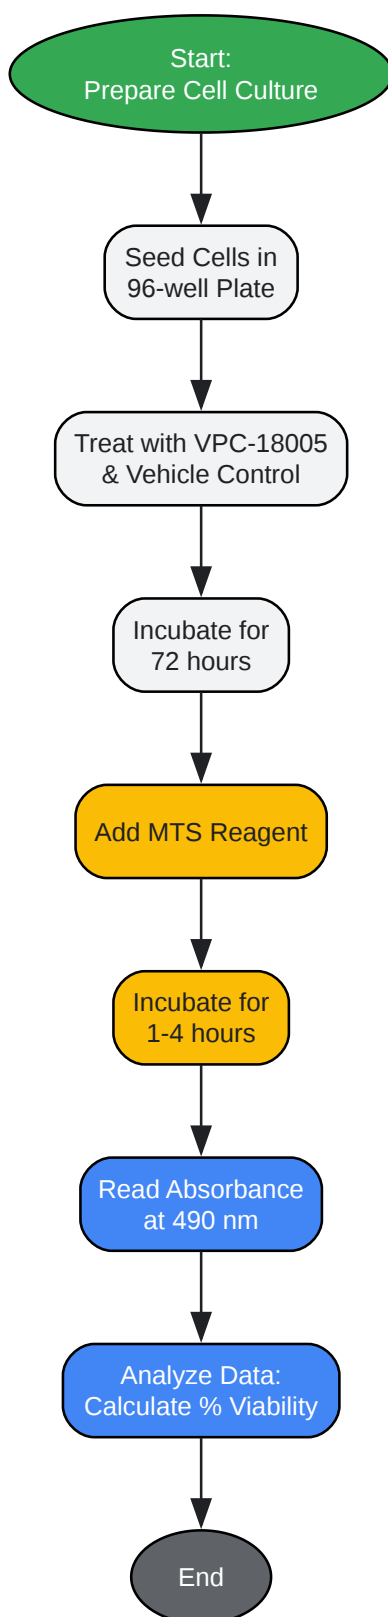 Start:
Prepare Cell Culture
Seed Cells in
96-well Plate
Treat with VPC-18005
& Vehicle Control
Incubate for
72 hours
Add MTS Reagent
Incubate for
1-4 hours
Read Absorbance
at 490 nm
Analyze Data:
Calculate % Viability
End